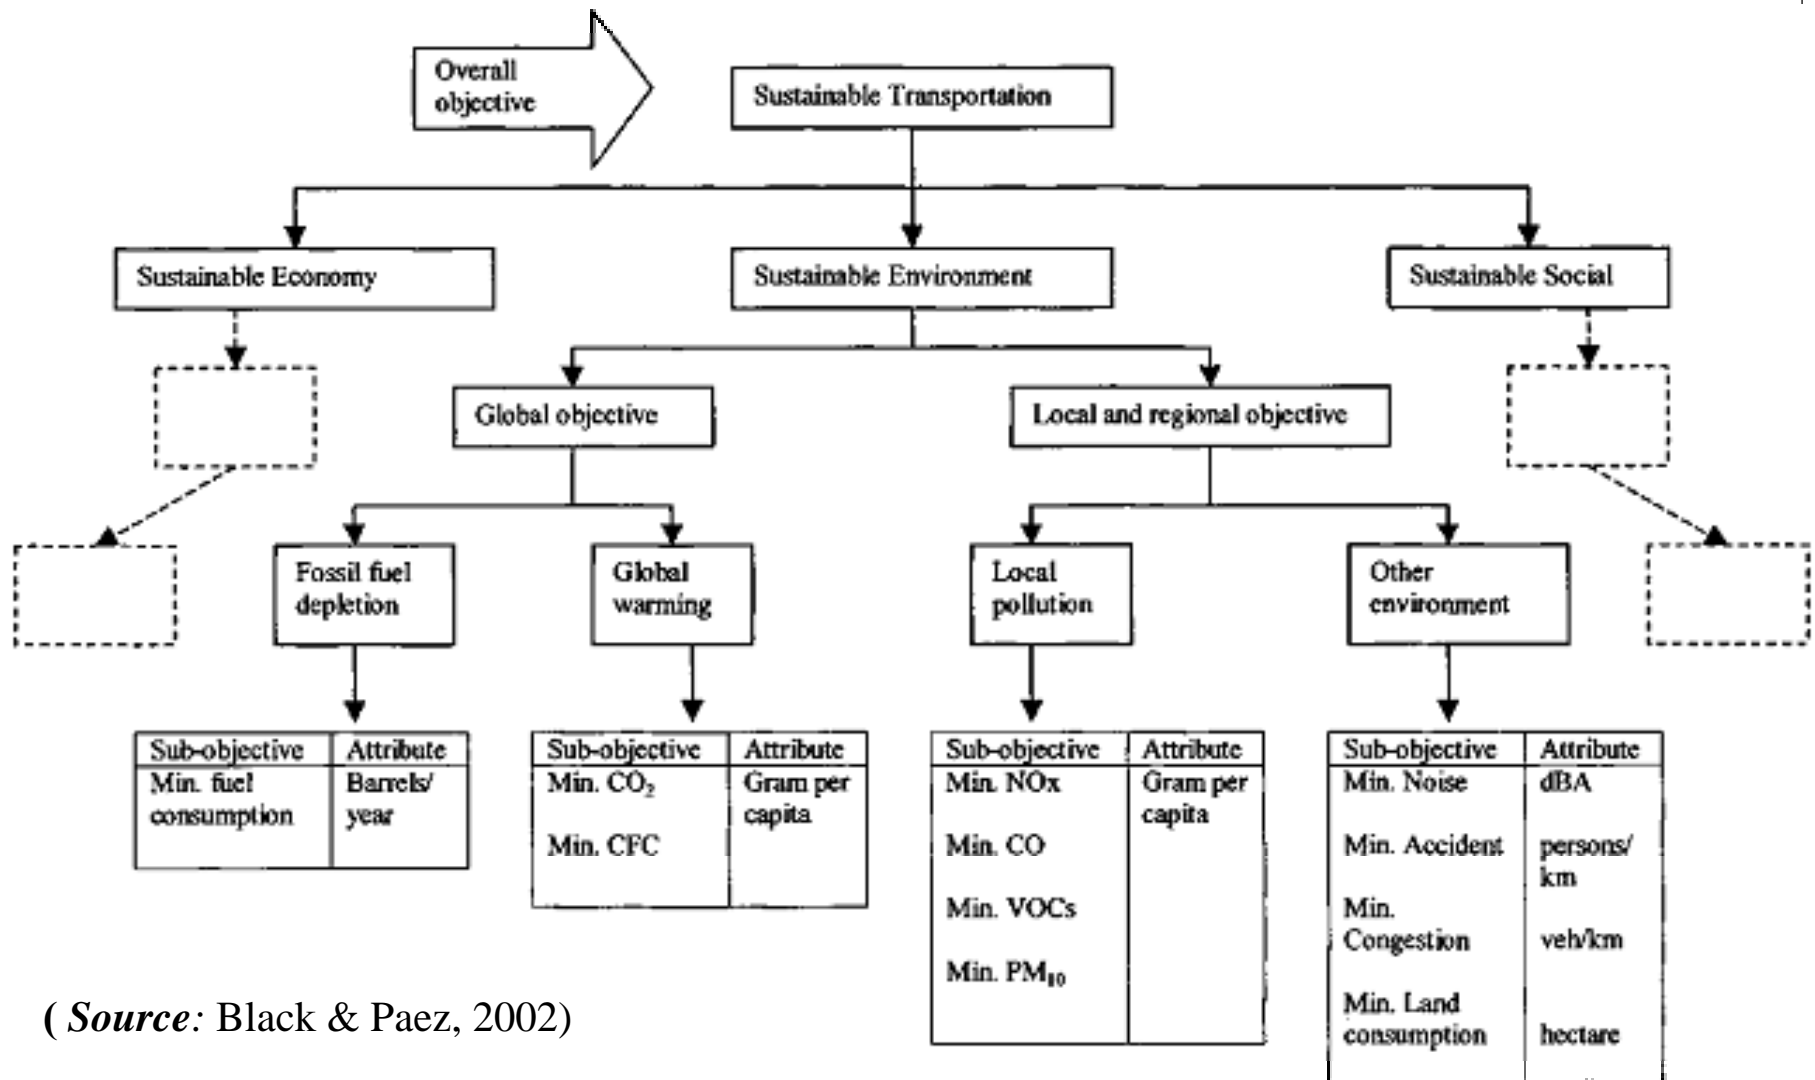 Overall
objective
Sustainable Transportation
Sustainable Economy
Sustainable Environment
Sustainable Social
Global objective
Local and regional objective
Fossil fuel
depletion
Global
warming
Local
pollution
Other
environment
Sub-objective Attribute
Min. fuel Barrels/
consumption year
Sub-objective Attribute
Min. CO₂ Gram per
capita
Min. CFC
Sub-objective Attribute
Min. NOx Gram per
capita
Min. CO
Min. VOCs
Min. PM₁₀
Sub-objective Attribute
Min. Noise dBA
Min. Accident persons/
km
Min.
Congestion veh/km
Min. Land
consumption hectare
( Source: Black & Paez, 2002)